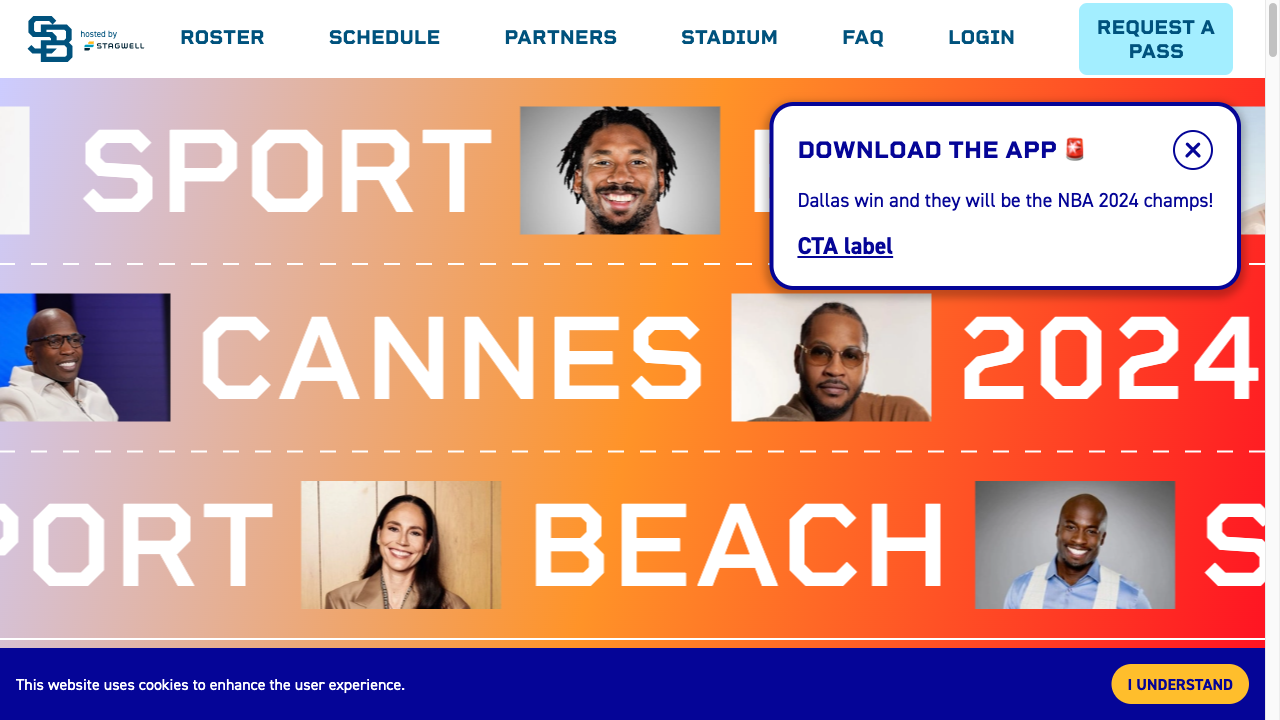 SB
hosted by
STAGWELL
ROSTER
SCHEDULE
PARTNERS
STADIUM
FAQ
LOGIN
REQUEST A
PASS
SPORT
DOWNLOAD THE APP 🚨
Dallas win and they will be the NBA 2024 champs!
CTA label
CANNES
2024
PORT
BEACH
S
This website uses cookies to enhance the user experience.
I UNDERSTAND